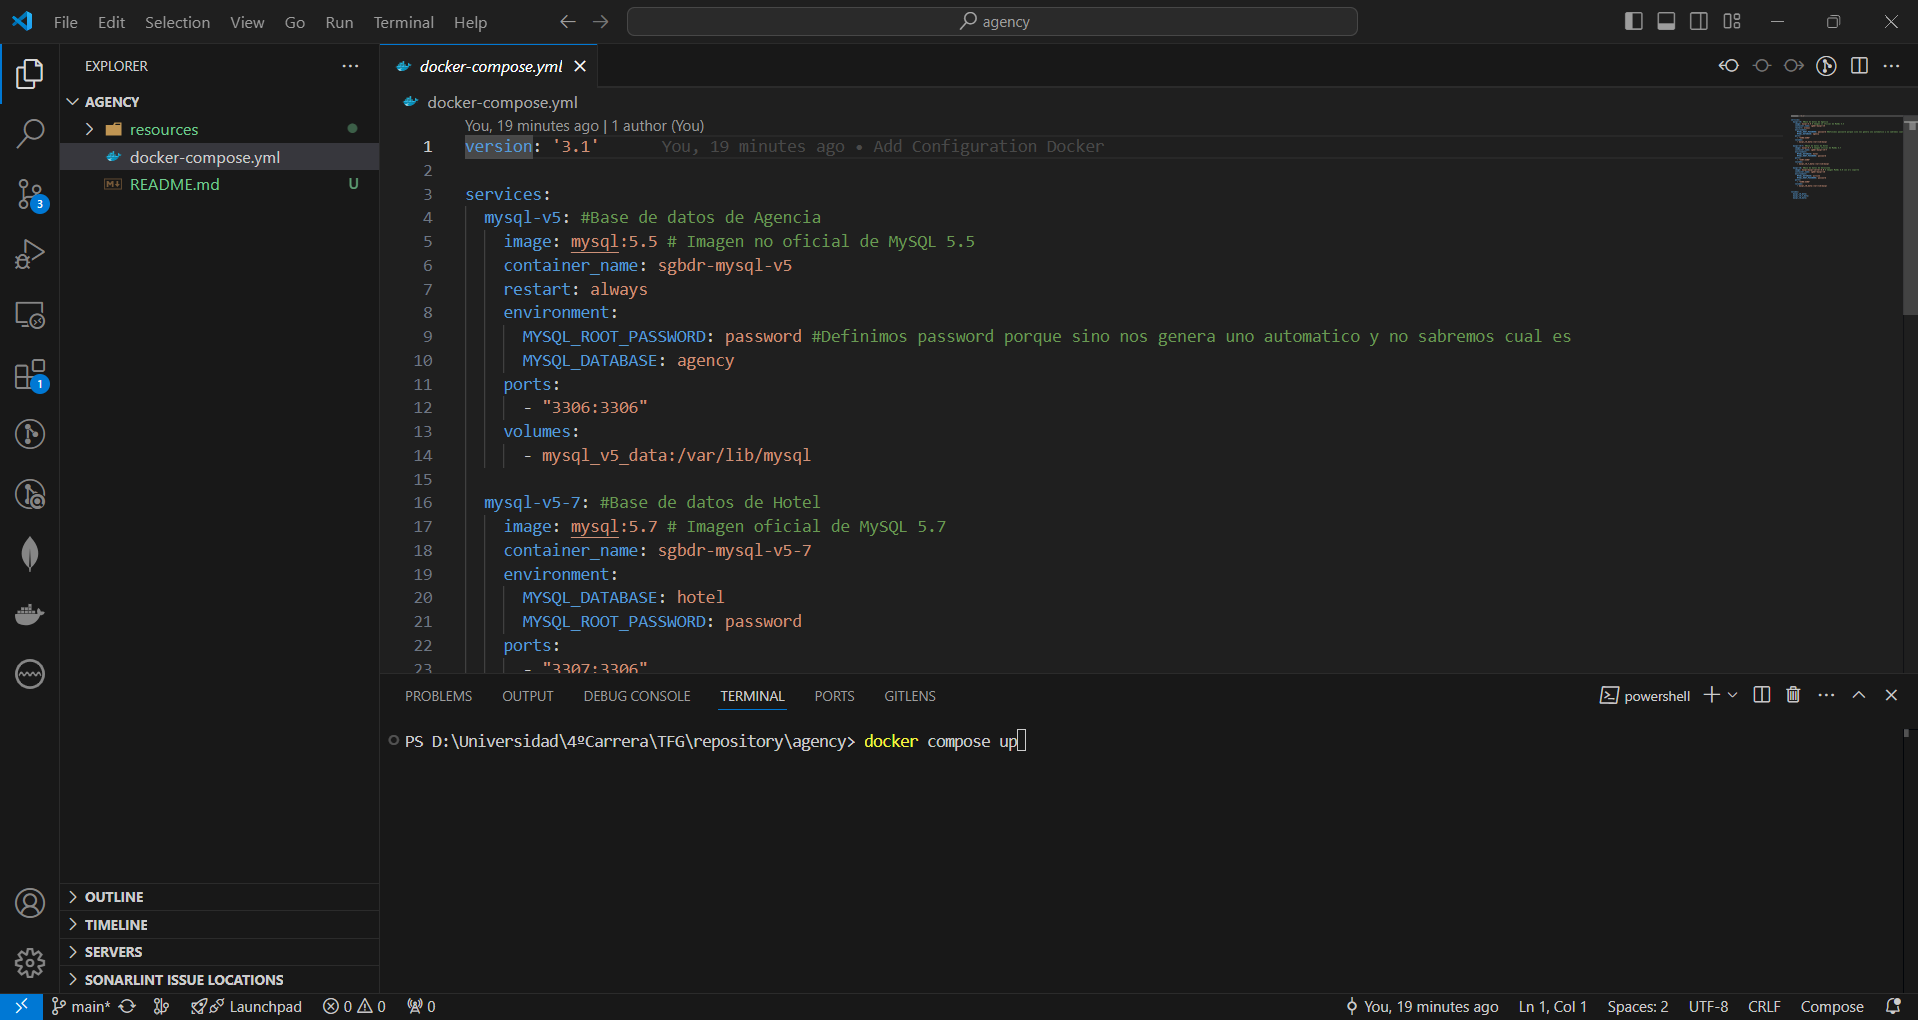 File Edit Selection View Go Run Terminal Help
agency
EXPLORER
AGENCY
resources
docker-compose.yml
README.md U
3
1
OUTLINE
TIMELINE
SERVERS
SONARLINT ISSUE LOCATIONS
docker-compose.yml
docker-compose.yml
You, 19 minutes ago | 1 author (You)
1 version: '3.1' You, 19 minutes ago • Add Configuration Docker
2
3 services:
4 mysql-v5: #Base de datos de Agencia
5 image: mysql:5.5 # Imagen no oficial de MySQL 5.5
6 container_name: sgbdr-mysql-v5
7 restart: always
8 environment:
9 MYSQL_ROOT_PASSWORD: password #Definimos password porque sino nos genera uno automatico y no sabremos cual es
10 MYSQL_DATABASE: agency
11 ports:
12 - "3306:3306"
13 volumes:
14 - mysql_v5_data:/var/lib/mysql
15
16 mysql-v5-7: #Base de datos de Hotel
17 image: mysql:5.7 # Imagen oficial de MySQL 5.7
18 container_name: sgbdr-mysql-v5-7
19 environment:
20 MYSQL_DATABASE: hotel
21 MYSQL_ROOT_PASSWORD: password
22 ports:
23 - "3307:3306"
PROBLEMS OUTPUT DEBUG CONSOLE TERMINAL PORTS GITLENS
powershell
PS D:\Universidad\4ºCarrera\TFG\repository\agency> docker compose up
main* Launchpad 0 0 0
You, 19 minutes ago Ln 1, Col 1 Spaces: 2 UTF-8 CRLF Compose